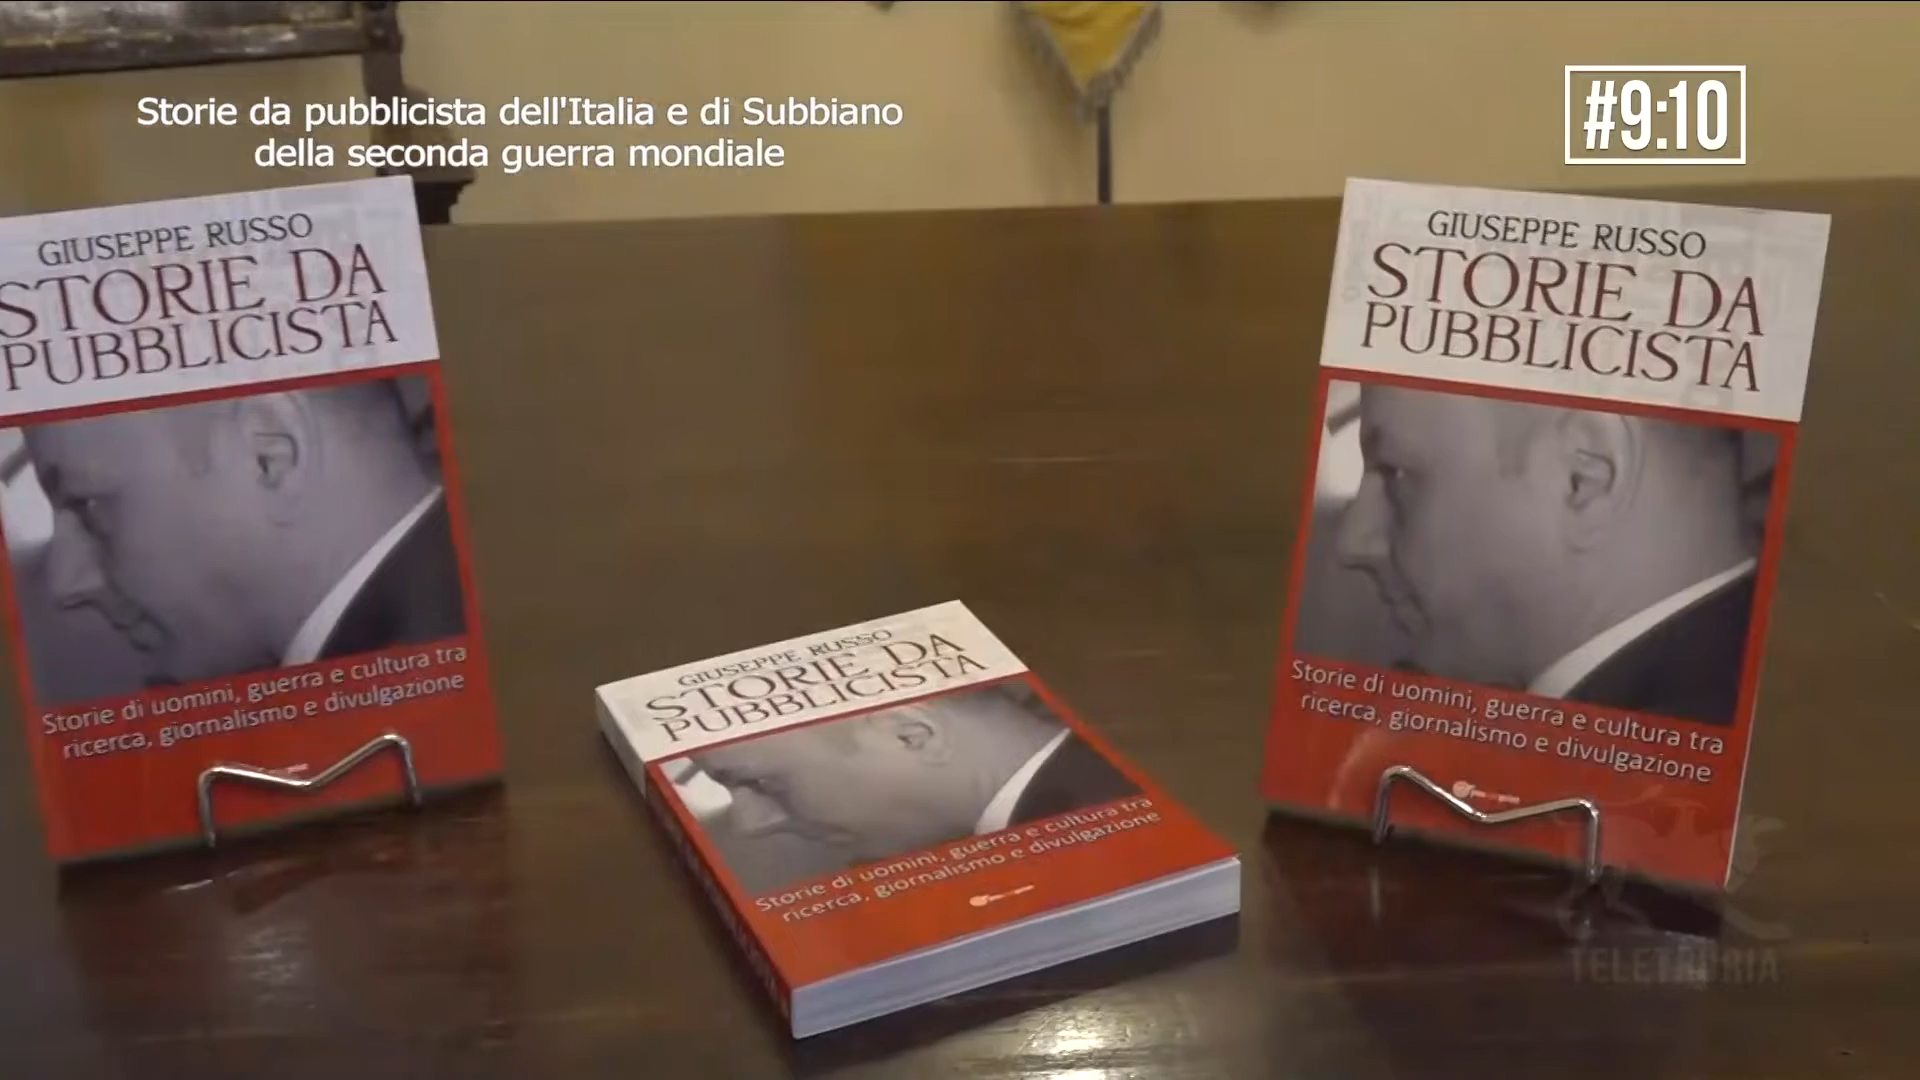 Storie da pubblicista dell'Italia e di Subbiano
della seconda guerra mondiale
#9:10
GIUSEPPE RUSSO
STORIE DA
PUBBLICISTA
Storie di uomini, guerra e cultura tra
ricerca, giornalismo e divulgazione
GIUSEPPE RUSSO
STORIE DA
PUBBLICISTA
Storie di uomini, guerra e cultura tra
ricerca, giornalismo e divulgazione
GIUSEPPE RUSSO
STORIE DA
PUBBLICISTA
Storie di uomini, guerra e cultura tra
ricerca, giornalismo e divulgazione
TELETRURIA